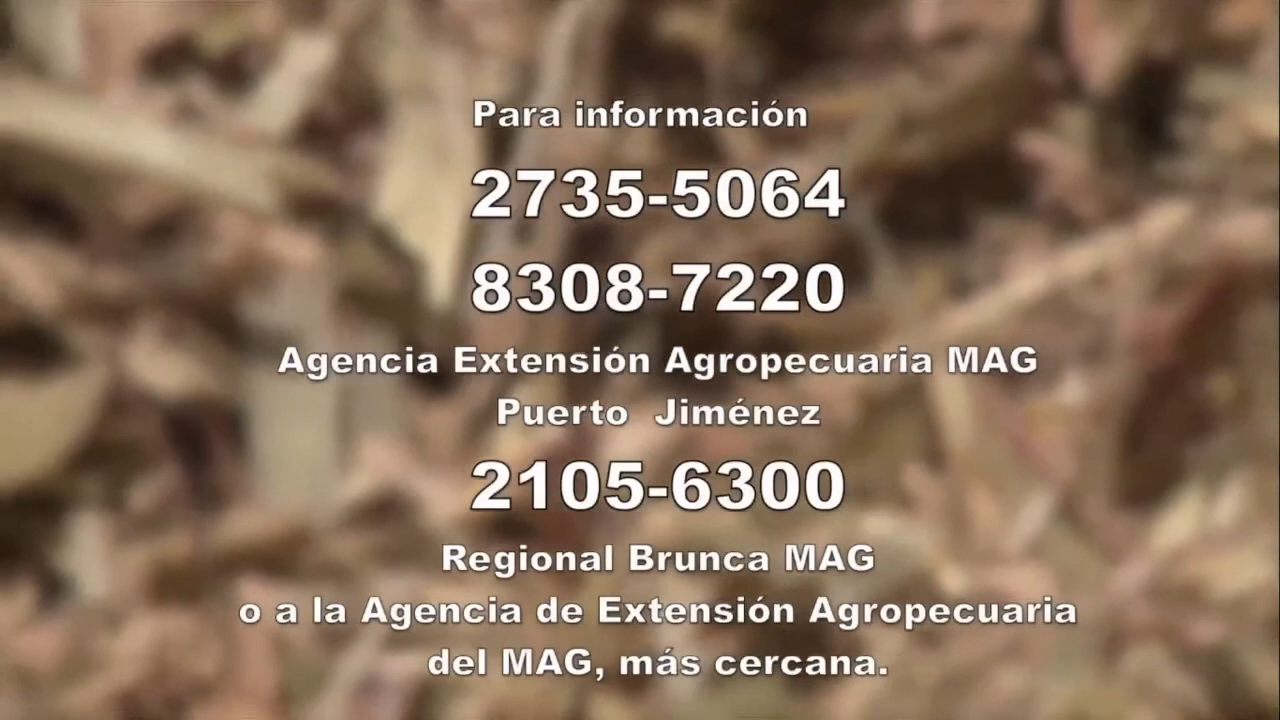 Para información
2735-5064
8308-7220
Agencia Extensión Agropecuaria MAG
Puerto Jiménez
2105-6300
Regional Brunca MAG
o a la Agencia de Extensión Agropecuaria
del MAG, más cercana.